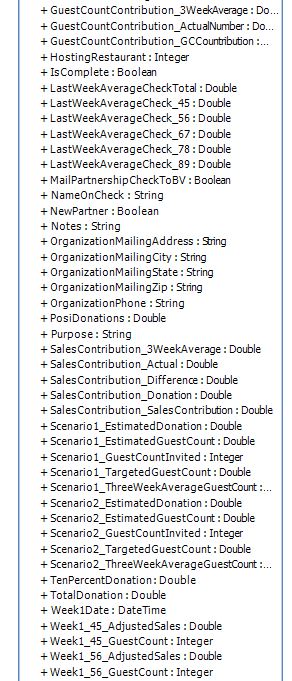 + GuestCountContribution_3WeekAverage : Do...
+ GuestCountContribution_ActualNumber : Do...
+ GuestCountContribution_GCCountribution :...
+ HostingRestaurant : Integer
+ IsComplete : Boolean
+ LastWeekAverageCheckTotal : Double
+ LastWeekAverageCheck_45 : Double
+ LastWeekAverageCheck_56 : Double
+ LastWeekAverageCheck_67 : Double
+ LastWeekAverageCheck_78 : Double
+ LastWeekAverageCheck_89 : Double
+ MailPartnershipCheckToBV : Boolean
+ NameOnCheck : String
+ NewPartner : Boolean
+ Notes : String
+ OrganizationMailingAddress : String
+ OrganizationMailingCity : String
+ OrganizationMailingState : String
+ OrganizationMailingZip : String
+ OrganizationPhone : String
+ PosiDonations : Double
+ Purpose : String
+ SalesContribution_3WeekAverage : Double
+ SalesContribution_Actual : Double
+ SalesContribution_Difference : Double
+ SalesContribution_Donation : Double
+ SalesContribution_SalesContribution : Double
+ Scenario1_EstimatedDonation : Double
+ Scenario1_EstimatedGuestCount : Double
+ Scenario1_GuestCountInvited : Integer
+ Scenario1_TargetedGuestCount : Double
+ Scenario1_ThreeWeekAverageGuestCount :...
+ Scenario2_EstimatedDonation : Double
+ Scenario2_EstimatedGuestCount : Double
+ Scenario2_GuestCountInvited : Integer
+ Scenario2_TargetedGuestCount : Double
+ Scenario2_ThreeWeekAverageGuestCount :...
+ TenPercentDonation : Double
+ TotalDonation : Double
+ Week1Date : DateTime
+ Week1_45_AdjustedSales : Double
+ Week1_45_GuestCount : Integer
+ Week1_56_AdjustedSales : Double
+ Week1_56_GuestCount : Integer